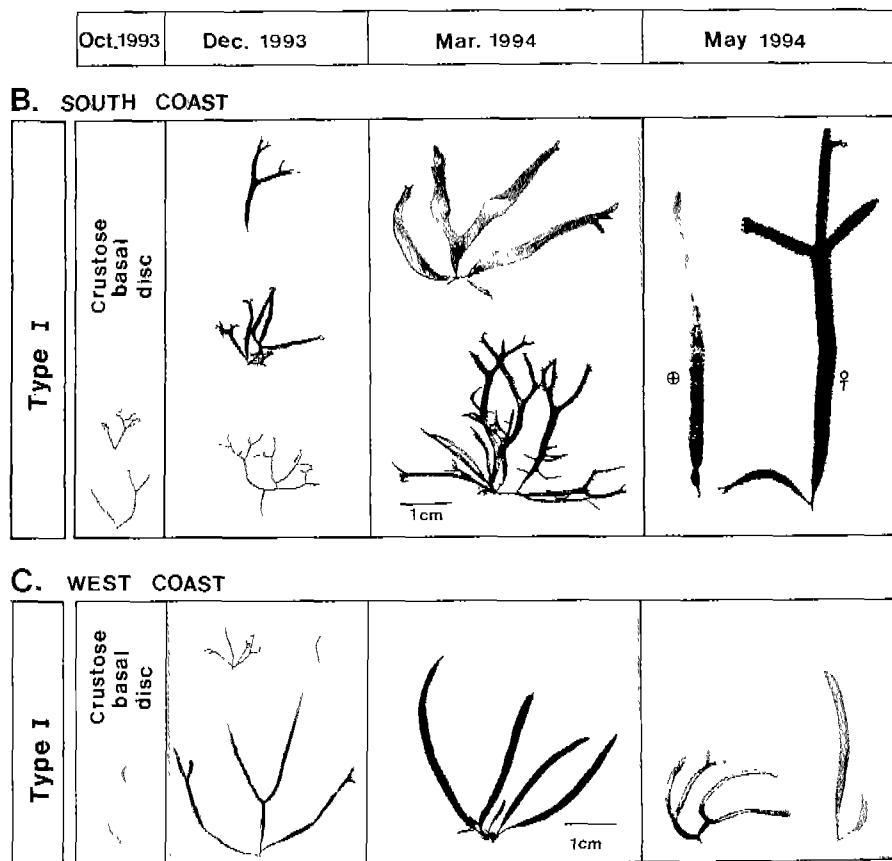 Oct.1993 Dec. 1993 Mar. 1994 May 1994
B. SOUTH COAST
Type I
Crustose
basal
disc
⊕
♀
1cm
C. WEST COAST
Type I
Crustose
basal
disc
1cm